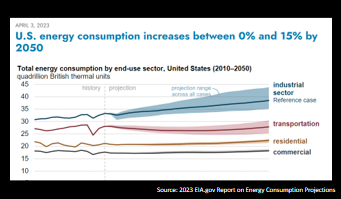 APRIL 3, 2023
U.S. energy consumption increases between 0% and 15% by
2050
Total energy consumption by end-use sector, United States (2010–2050)
quadrillion British thermal units
45
history
projection
projection range
across all cases
industrial
sector
Reference case
40
35
30
transportation
25
residential
20
commercial
15
10
Source: 2023 EIA.gov Report on Energy Consumption Projections